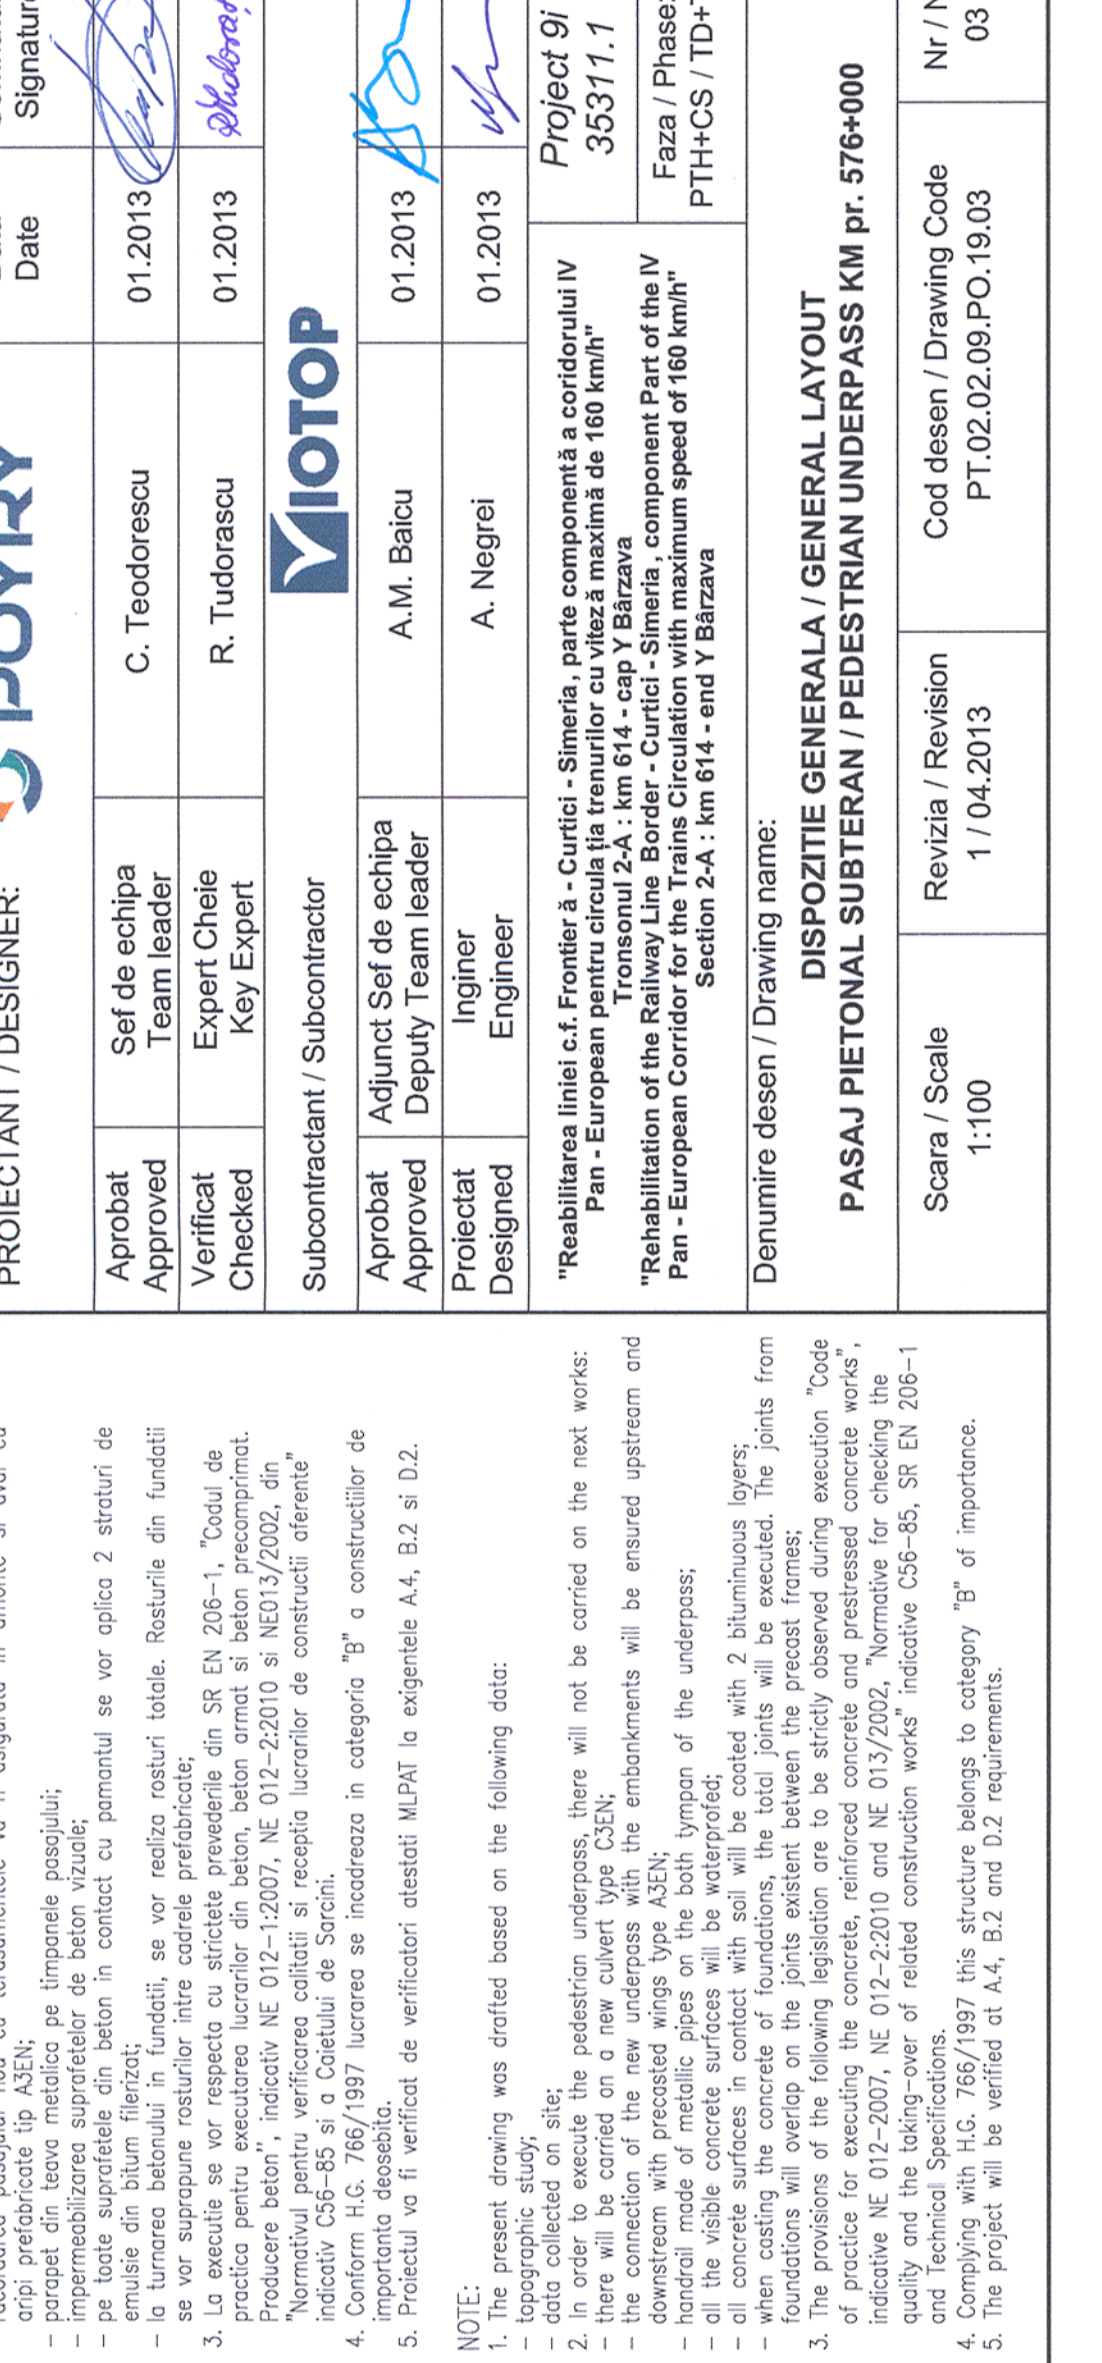 aripi prefabricate tip A3EN;
– parapet din teava metalica pe timpanele pasajului;
– impermeabilizarea suprafetelor de beton vizuale;
– pe toate suprafetele din beton in contact cu pamantul se vor aplica 2 straturi de
emulsie din bitum filerizat;
– la turnarea betonului in fundatii, se vor realiza rosturi totale. Rosturile din fundatii
se vor suprapune rosturilor intre cadrele prefabricate;
3. La executie se vor respecta cu strictete prevederile din SR EN 206–1, "Codul de
practica pentru executarea lucrarilor din beton, beton armat si beton precomprimat.
Producere beton", indicativ NE 012–1:2007, NE 012–2:2010 si NE013/2002, din
"Normativul pentru verificarea calitatii si receptia lucrarilor de constructii aferente"
indicativ C56–85 si a Caietului de Sarcini.
4. Conform H.G. 766/1997 lucrarea se incadreaza in categoria "B" a constructiilor de
importanta deosebita.
5. Proiectul va fi verificat de verificatori atestati MLPAT la exigentele A.4, B.2 si D.2.
NOTE:
1. The present drawing was drafted based on the following data:
– topographic study;
– data collected on site;
2. In order to execute the pedestrian underpass, there will not be carried on the next works:
– there will be carried on a new culvert type C3EN;
– the connection of the new underpass with the embankments will be ensured upstream and
downstream with precasted wings type A3EN;
– handrail made of metallic pipes on the both tympan of the underpass;
– all the visible concrete surfaces will be waterprofed;
– all concrete surfaces in contact with soil will be coated with 2 bituminuous layers;
– when casting the concrete of foundations, the total joints will be executed. The joints from
foundations will overlap on the joints existent between the precast frames;
3. The provisions of the following legislation are to be strictly observed during execution "Code
of practice for executing the concrete, reinforced concrete and prestressed concrete works",
indicative NE 012–2007, NE 012–2:2010 and NE 013/2002, "Normative for checking the
quality and the taking–over of related construction works" indicative C56–85, SR EN 206–1
and Technical Specifications.
4. Complying with H.G. 766/1997 this structure belongs to category "B" of importance.
5. The project will be verified at A.4, B.2 and D.2 requirements.
PROIECTANT / DESIGNER:
PÖYRY
Date
Signature
Aprobat
Approved
Sef de echipa
Team leader
C. Teodorescu
01.2013
Verificat
Checked
Expert Cheie
Key Expert
R. Tudorascu
01.2013
Subcontractant / Subcontractor
VIOTOP
Aprobat
Approved
Adjunct Sef de echipa
Deputy Team leader
A.M. Baicu
01.2013
Proiectat
Designed
Inginer
Engineer
A. Negrei
01.2013
"Reabilitarea liniei c.f. Frontier ă - Curtici - Simeria, parte componentă a coridorului IV
Pan - European pentru circula ția trenurilor cu viteză maximă de 160 km/h"
Tronsonul 2-A : km 614 - cap Y Bârzava
"Rehabilitation of the Railway Line Border - Curtici - Simeria , component Part of the IV
Pan - European Corridor for the Trains Circulation with maximum speed of 160 km/h"
Section 2-A : km 614 - end Y Bârzava
Project 9i
35311.1
Faza / Phase:
PTH+CS / TD+
Denumire desen / Drawing name:
DISPOZITIE GENERALA / GENERAL LAYOUT
PASAJ PIETONAL SUBTERAN / PEDESTRIAN UNDERPASS KM pr. 576+000
Scara / Scale
1:100
Revizia / Revision
1 / 04.2013
Cod desen / Drawing Code
PT.02.02.09.PO.19.03
Nr / N
03